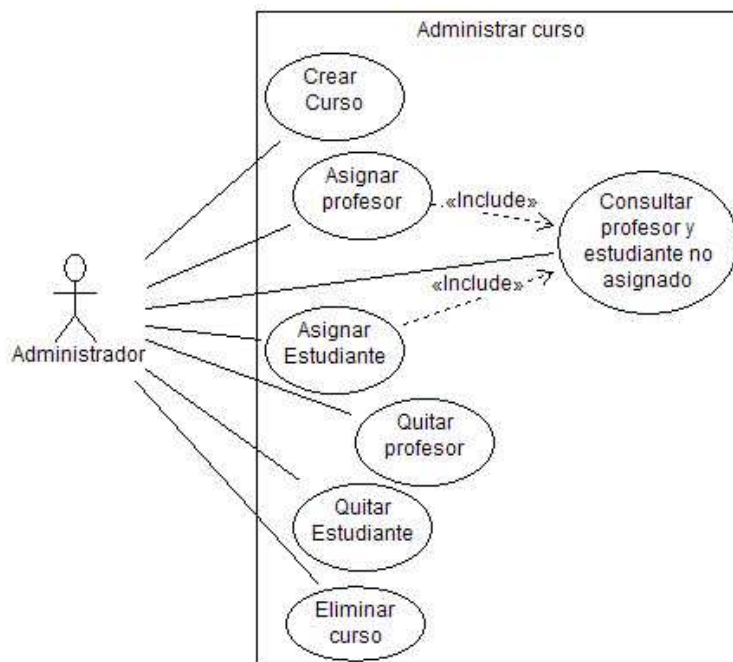 Administrar curso
Crear
Curso
Asignar
profesor
«Include»
Consultar
profesor y
estudiante no
asignado
«Include»
Administrador
Asignar
Estudiante
Quitar
profesor
Quitar
Estudiante
Eliminar
curso